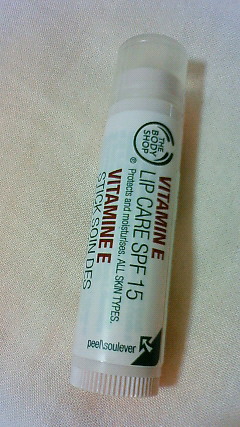 THE
BODY
SHOP
®
VITAMIN E
LIP CARE SPF 15
Protects and moisturises. ALL SKIN TYPES.
VITAMINE E
STICK SOIN DES
peel\soulever